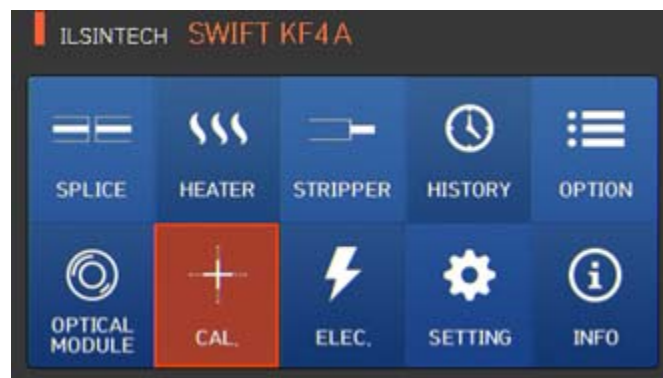 ILSINTECH SWIFT KF4A
SPLICE HEATER STRIPPER HISTORY OPTION
OPTICAL MODULE CAL. ELEC. SETTING INFO